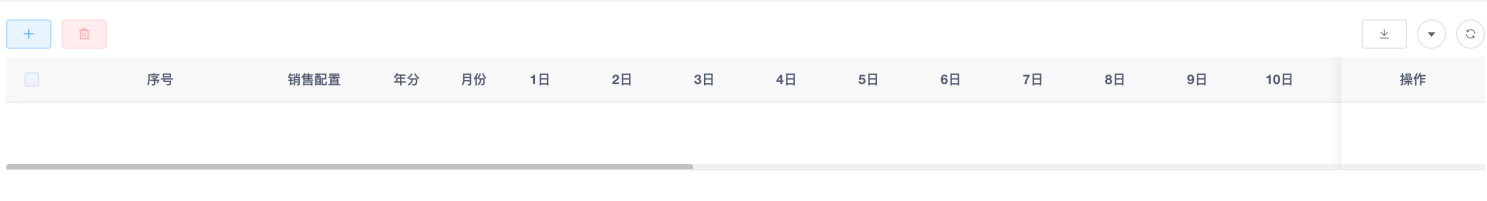 序号 销售配置 年分 月份 1日 2日 3日 4日 5日 6日 7日 8日 9日 10日 操作